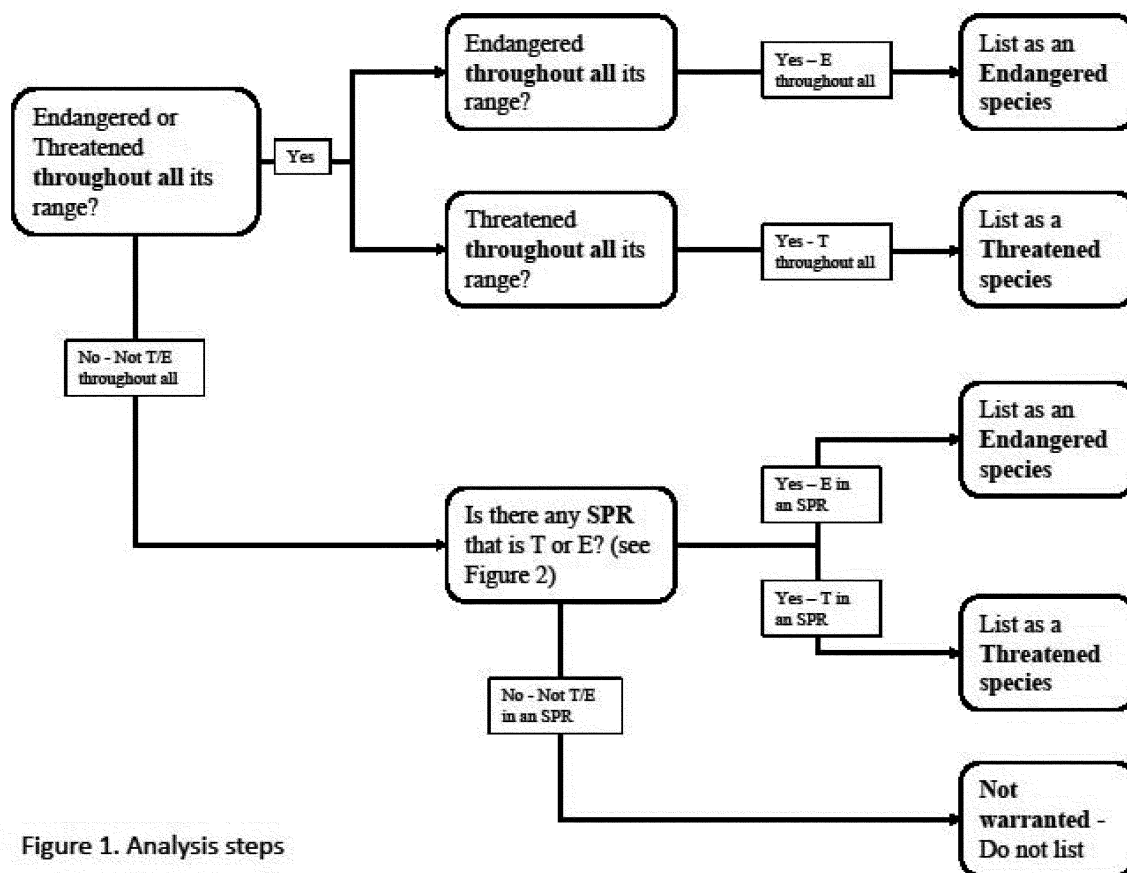 Endangered or
Threatened
throughout all its
range?
Yes
Endangered
throughout all its
range?
Yes – E
throughout all
List as an
Endangered
species
Threatened
throughout all its
range?
Yes - T
throughout all
List as a
Threatened
species
No - Not T/E
throughout all
Is there any SPR
that is T or E? (see
Figure 2)
Yes – E in
an SPR
List as an
Endangered
species
Yes – T in
an SPR
List as a
Threatened
species
No - Not T/E
in an SPR
Not
warranted -
Do not list
Figure 1. Analysis steps